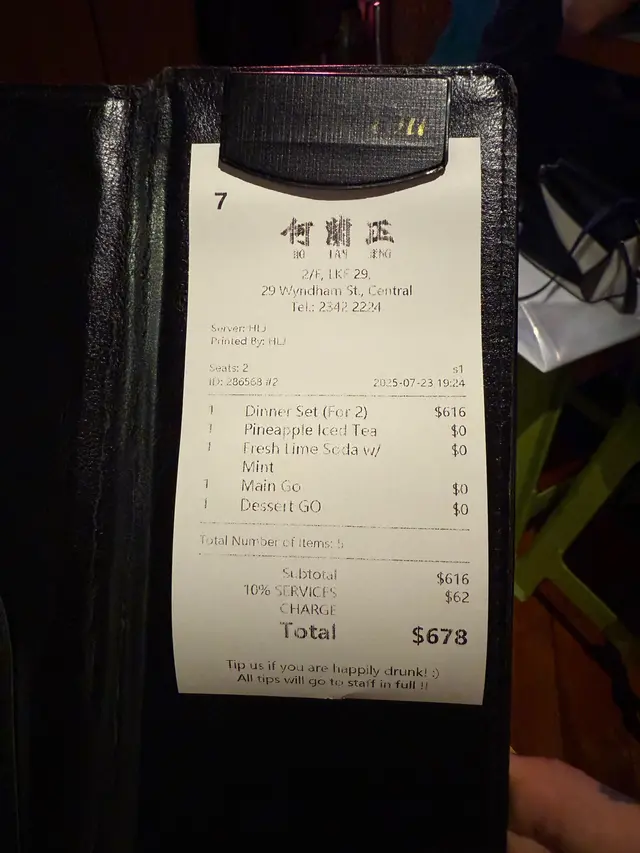 7
何蘭正
HO LAN JENG
2/F, LKF 29,
29 Wyndham St., Central
Tel.: 2342 2224
Server: HLJ
Printed By: HLJ
Seats: 2 s1
ID: 286568 #2 2025-07-23 19:24
1 Dinner Set (For 2) $616
1 Pineapple Iced Tea $0
1 Fresh Lime Soda w/ $0
Mint
1 Main Go $0
1 Dessert GO $0
Total Number of Items: 5
Subtotal $616
10% SERVICES $62
CHARGE
Total $678
Tip us if you are happily drunk! :)
All tips will go to staff in full !!